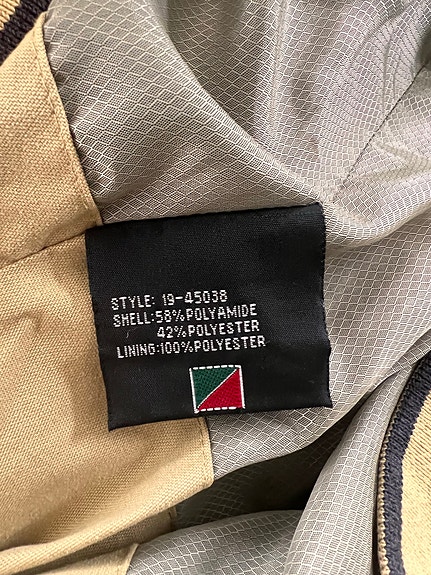 STYLE: 19-45038
SHELL:58%POLYAMIDE
42%POLYESTER
LINING:100%POLYESTER